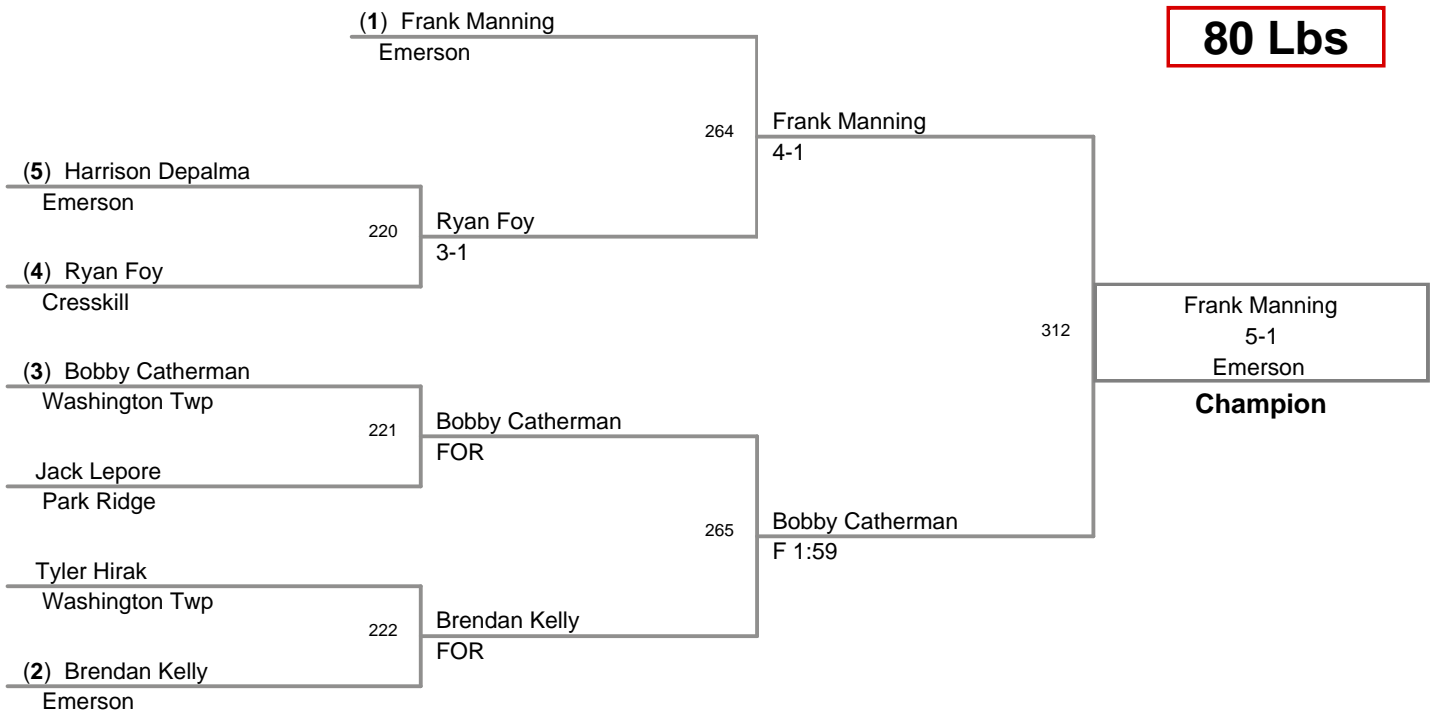 (1) Frank Manning
Emerson
80 Lbs
264
Frank Manning
4-1
(5) Harrison Depalma
Emerson
220
Ryan Foy
3-1
(4) Ryan Foy
Cresskill
312
Frank Manning
5-1
Emerson
Champion
(3) Bobby Catherman
Washington Twp
221
Bobby Catherman
FOR
Jack Lepore
Park Ridge
265
Bobby Catherman
F 1:59
Tyler Hirak
Washington Twp
222
Brendan Kelly
FOR
(2) Brendan Kelly
Emerson